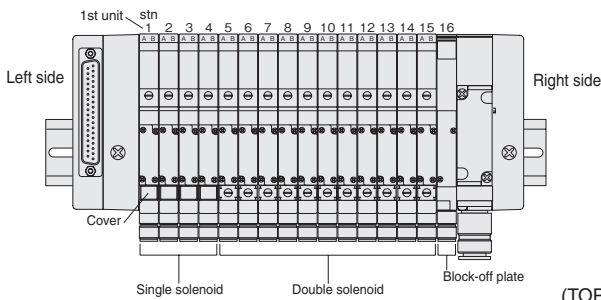 1st unit stn
1 2 3 4 5 6 7 8 9 10 11 12 13 14 15 16
A B A B A B A B A B A B A B A B A B A B A B A B A B A B A B
Left side
Right side
Cover
Block-off plate
Single solenoid
Double solenoid
(TOP